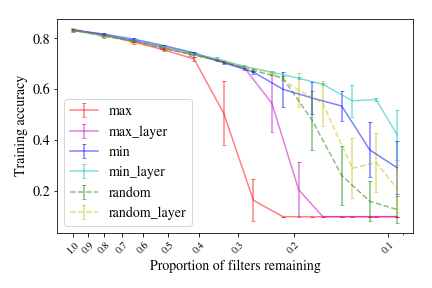 Training accuracy
0.8
0.6
0.4
0.2
max
max_layer
min
min_layer
random
random_layer
1.0 0.9 0.8 0.7 0.6 0.5 0.4 0.3 0.2 0.1
Proportion of filters remaining